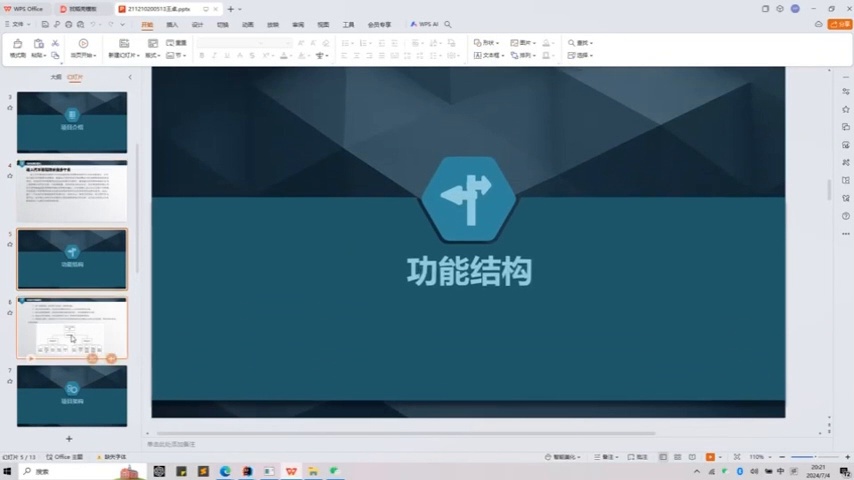 WPS Office
找稻壳模板
211210200513王卓.pptx
分享
文件
开始
插入
设计
切换
动画
放映
审阅
视图
工具
会员专享
WPS AI
格式刷
粘贴
当页开始
新建幻灯片
版式
重置
节
形状
图片
文本框
排列
查找
选择
大纲
幻灯片
3
项目介绍
4
5
功能结构
6
7
项目架构
功能结构
单击此处添加备注
幻灯片 5 / 13
Office 主题
缺失字体
智能美化
备注
批注
110%
搜索
中
20:21
2024/7/4